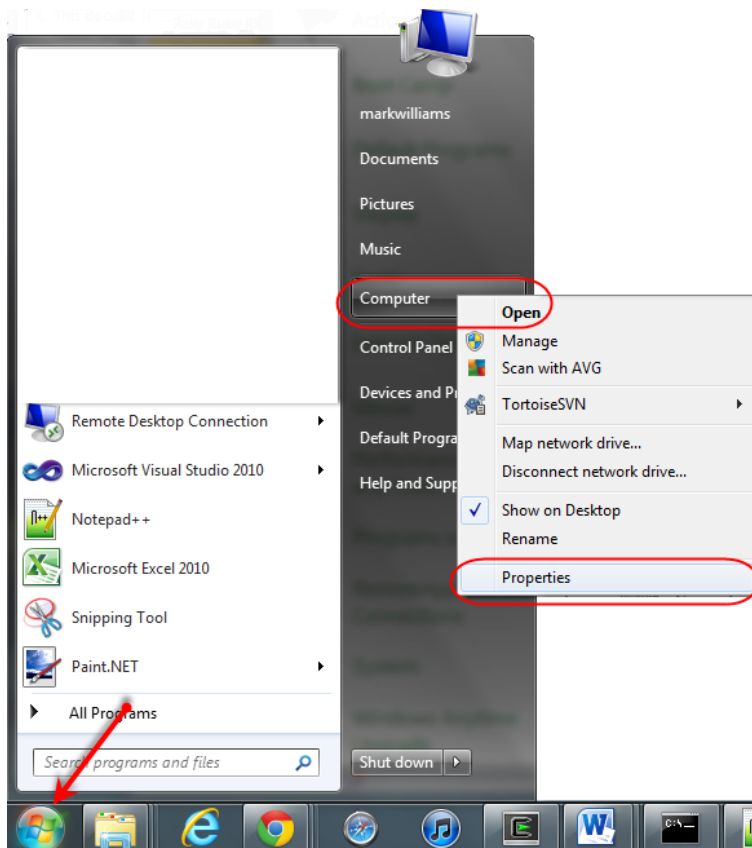 markwilliams
Documents
Pictures
Music
Computer
Control Panel
Devices and Pr
Default Progra
Help and Supp
Open
Manage
Scan with AVG
TortoiseSVN
Map network drive...
Disconnect network drive...
Show on Desktop
Rename
Properties
Remote Desktop Connection
Microsoft Visual Studio 2010
Notepad++
Microsoft Excel 2010
Snipping Tool
Paint.NET
All Programs
Search programs and files
Shut down
C:\_